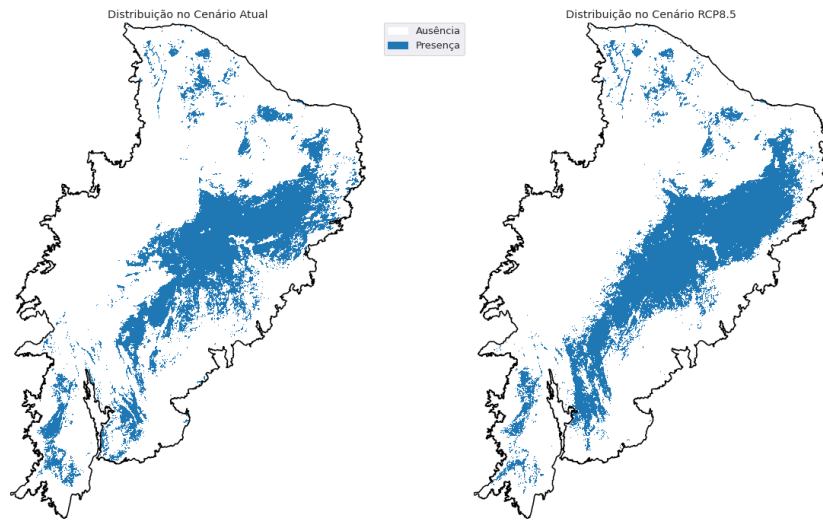 Distribuição no Cenário Atual
Ausência
Presença
Distribuição no Cenário RCP8.5